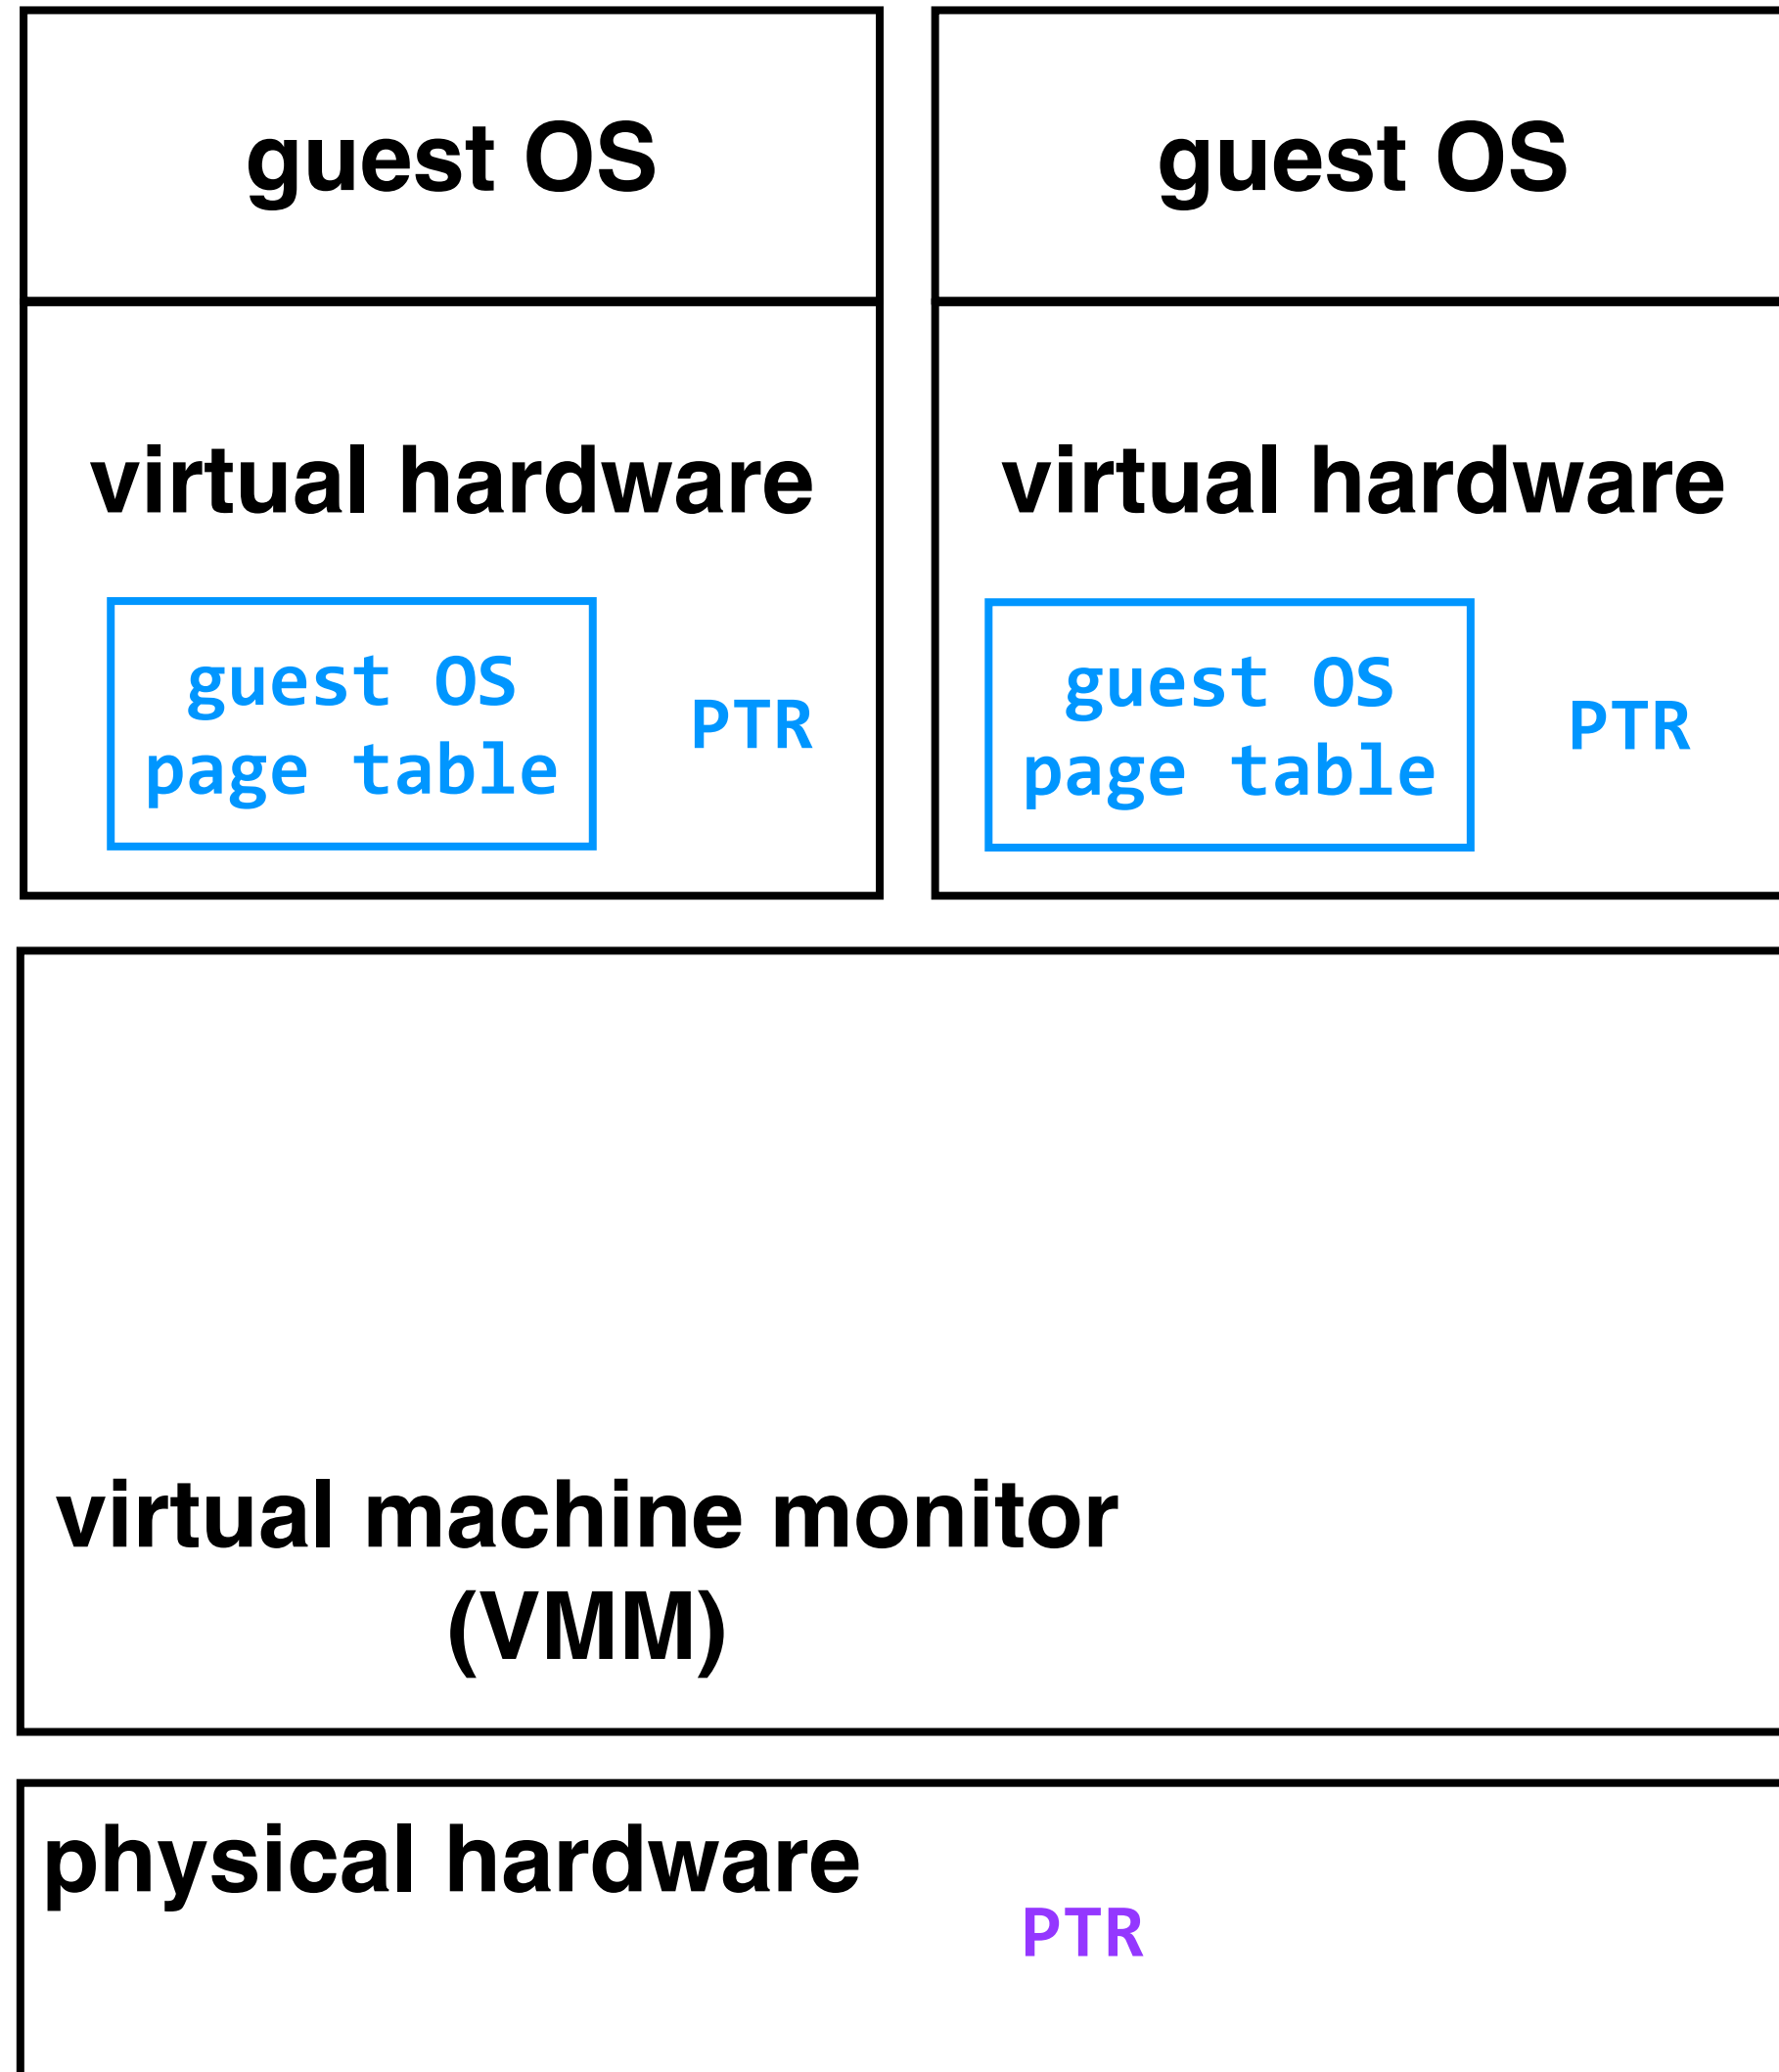 guest OS
guest OS
virtual hardware
virtual hardware
guest OS
page table
PTR
guest OS
page table
PTR
virtual machine monitor
(VMM)
physical hardware
PTR